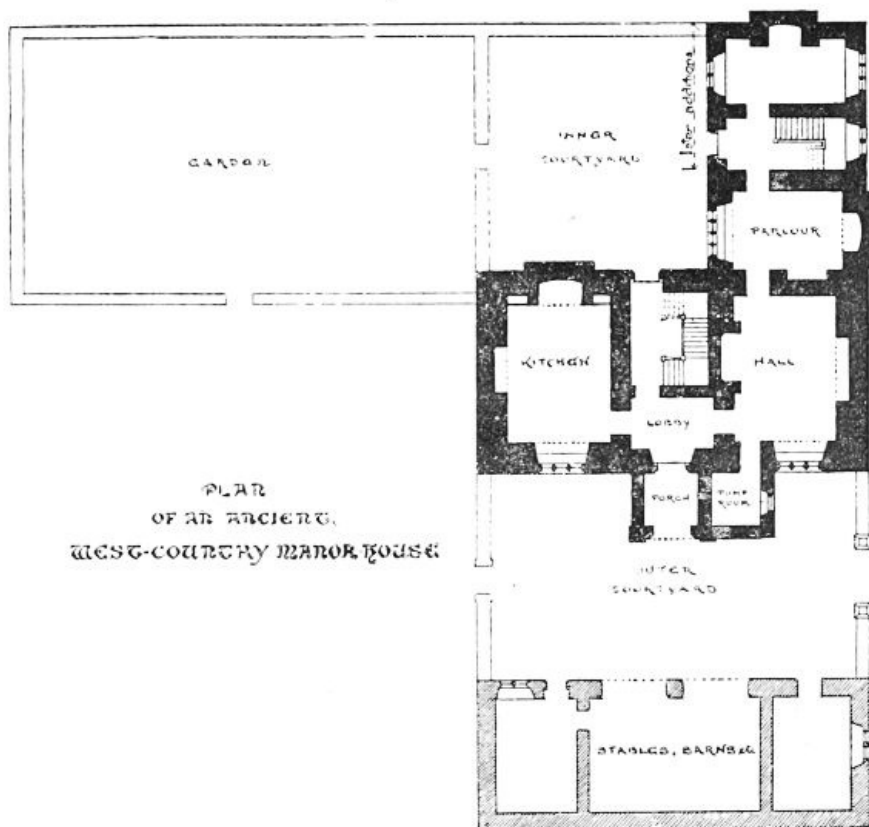 Later additions
GARDEN
INNER
COURTYARD
PARLOUR
KITCHEN
HALL
LOBBY
PORCH
PUMP
ROOM
PLAN
OF AN ANCIENT,
WEST-COUNTRY MANOR HOUSE
OUTER
COURTYARD
STABLES, BARNS &C.